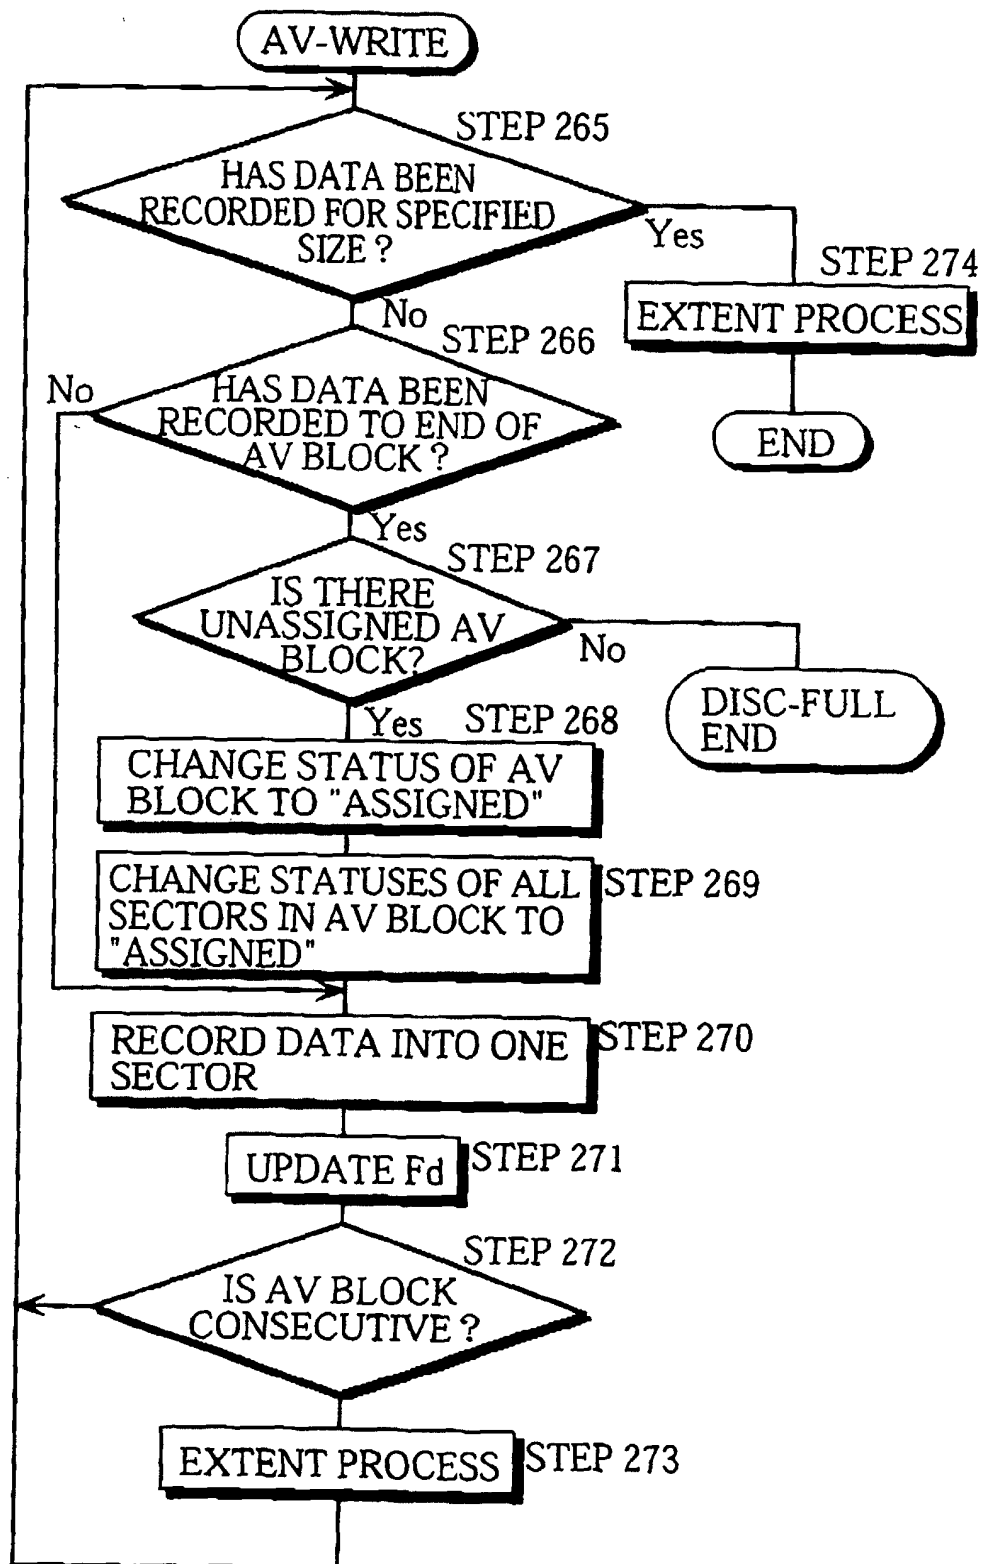 AV-WRITE
STEP 265
HAS DATA BEEN
RECORDED FOR SPECIFIED
SIZE ?
Yes
STEP 274
EXTENT PROCESS
END
No
STEP 266
No
HAS DATA BEEN
RECORDED TO END OF
AV BLOCK ?
Yes
STEP 267
IS THERE
UNASSIGNED AV
BLOCK?
No
DISC-FULL
END
Yes
STEP 268
CHANGE STATUS OF AV
BLOCK TO "ASSIGNED"
CHANGE STATUSES OF ALL
SECTORS IN AV BLOCK TO
"ASSIGNED"
STEP 269
RECORD DATA INTO ONE
SECTOR
STEP 270
UPDATE Fd
STEP 271
STEP 272
IS AV BLOCK
CONSECUTIVE ?
EXTENT PROCESS
STEP 273